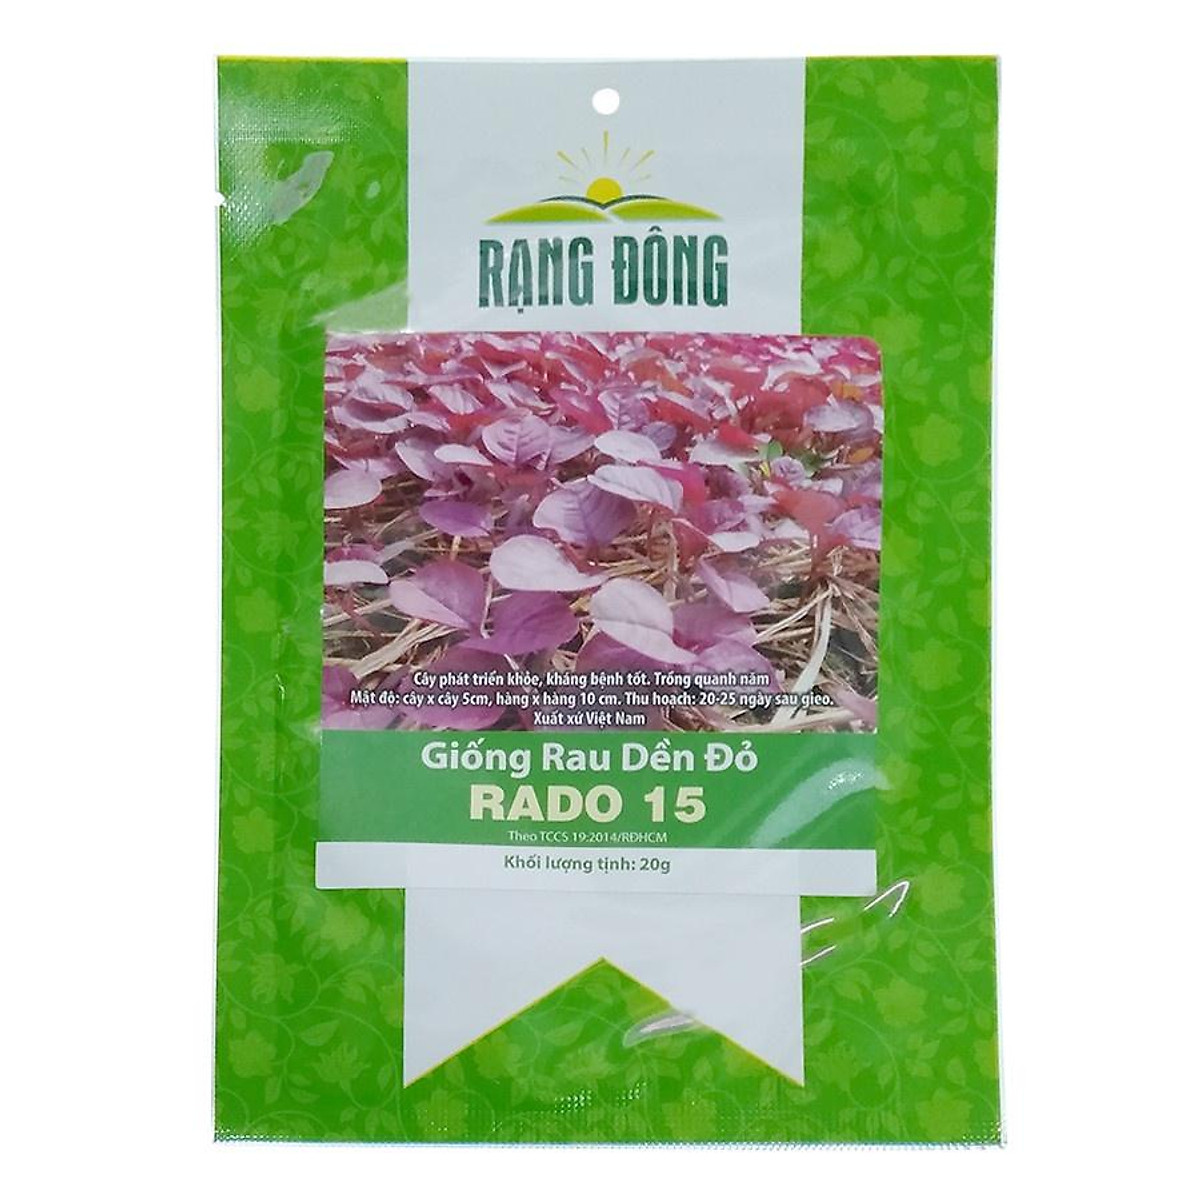 RẠNG ĐÔNG
Cây phát triển khỏe, kháng bệnh tốt. Trồng quanh năm
Mật độ: cây x cây 5cm, hàng x hàng 10 cm. Thu hoạch: 20-25 ngày sau gieo.
Xuất xứ Việt Nam
Giống Rau Dền Đỏ
RADO 15
Theo TCCS 19:2014/RĐHCM
Khối lượng tịnh: 20g